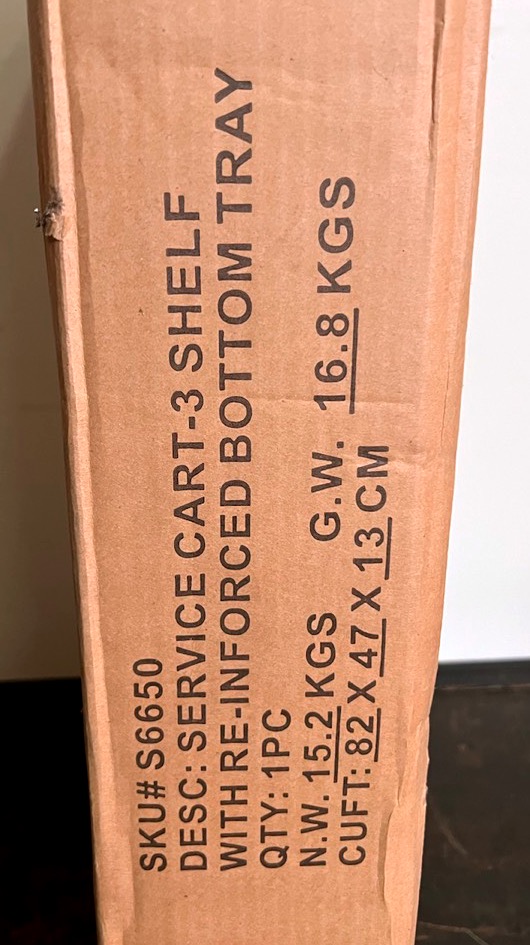 SKU# S6650
DESC: SERVICE CART-3 SHELF
WITH RE-INFORCED BOTTOM TRAY
QTY: 1PC
N.W. 15.2 KGS G.W. 16.8 KGS
CUFT: 82 X 47 X 13 CM